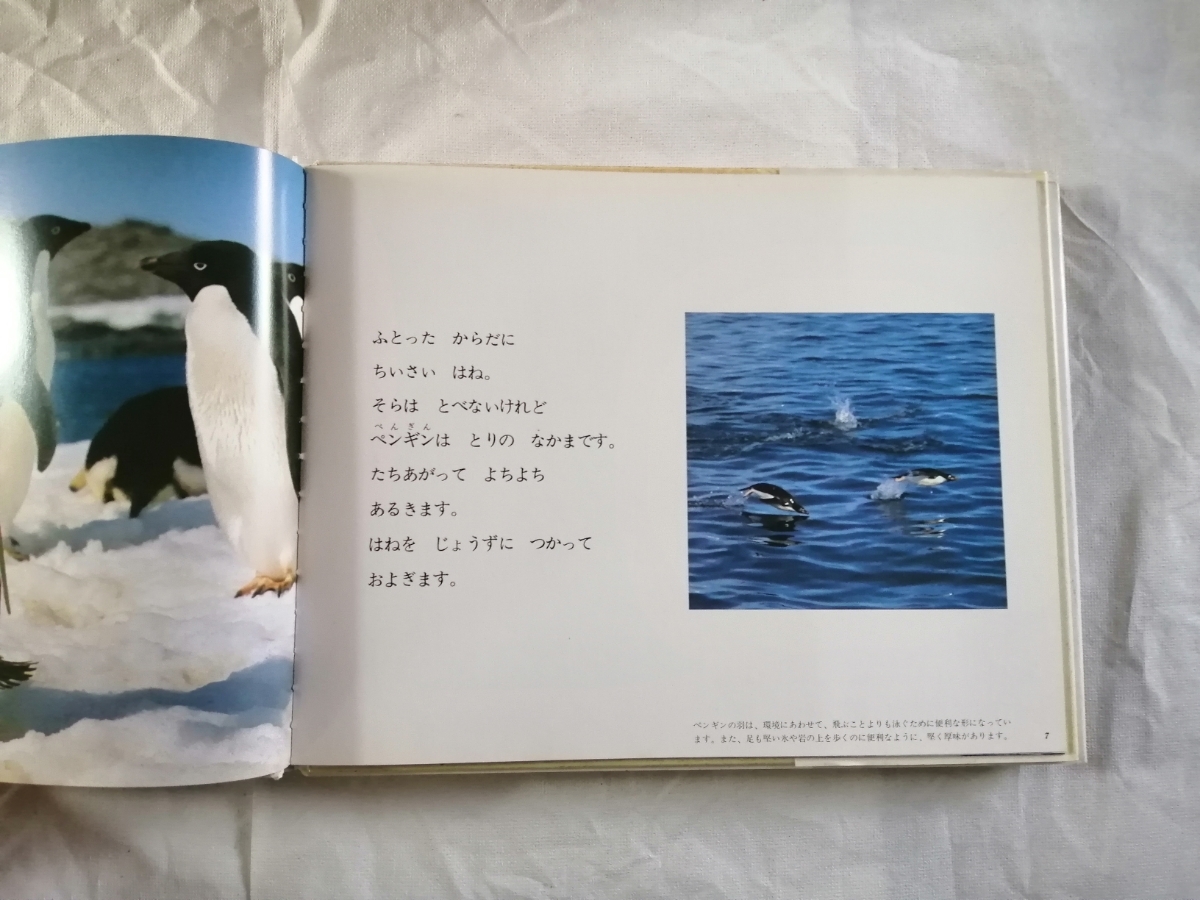 ふとった　からだに
ちいさい　はね。
そらは　とべないけれど
ぺんぎん
ペンギンは　とりの　なかまです。
たちあがって　よちよち
あるきます。
はねを　じょうずに　つかって
およぎます。
ペンギンの羽は、環境にあわせて、飛ぶことよりも泳ぐために便利な形になってい
ます。また、足も堅い氷や岩の上を歩くのに便利なように、堅く厚味があります。
7